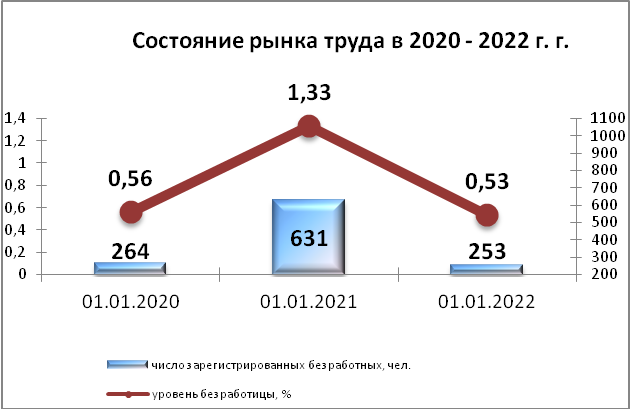 Состояние рынка труда в 2020 - 2022 г. г.
1,33
1,4 1100
1,2 1000
1 900
0,8 800
0,56 0,53
0,6 700
0,4 600
0,2 500
0 400
300
200
264 631 253
01.01.2020 01.01.2021 01.01.2022
число зарегистрированных безработных, чел.
уровень безработицы, %